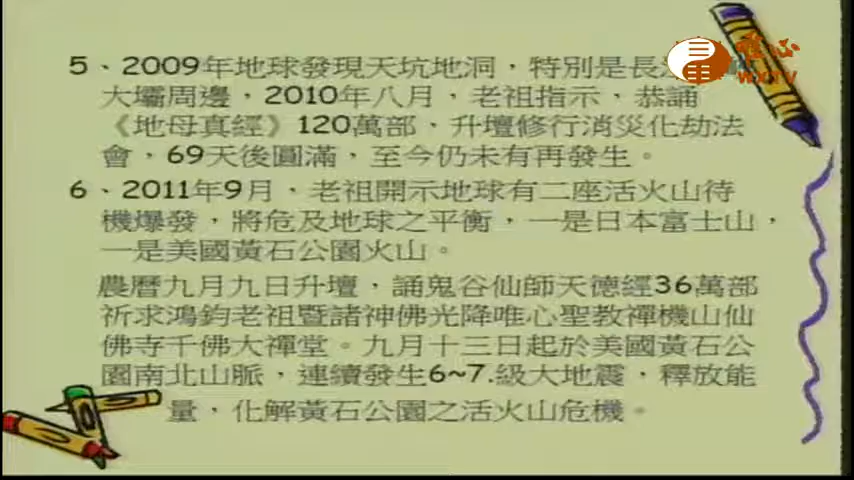 唯心
WXTV
5、2009年地球發現天坑地洞，特別是長
大壩周邊，2010年八月，老祖指示，恭誦
《地母真經》120萬部，升壇修行消災化劫法
會，69天後圓滿，至今仍未有再發生。
6、2011年9月，老祖開示地球有二座活火山待
機爆發，將危及地球之平衡，一是日本富士山，
一是美國黃石公園火山。
農曆九月九日升壇，誦鬼谷仙師天德經36萬部
祈求鴻鈞老祖暨諸神佛光降唯心聖教禪機山仙
佛寺千佛大禪堂。九月十三日起於美國黃石公
園南北山脈，連續發生6~7.級大地震，釋放能
量，化解黃石公園之活火山危機。